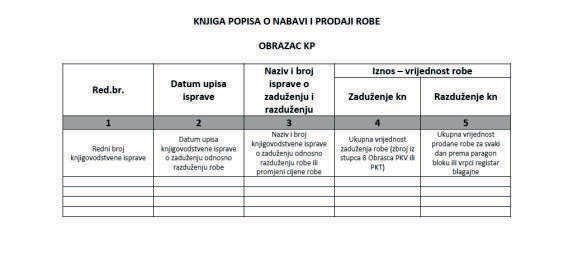 KNJIGA POPISA O NABAVI I PRODAJI ROBE
OBRAZAC KP
Red.br.
Datum upisa
isprave
Naziv i broj
isprave o
zaduženju i
razduženju
Iznos – vrijednost robe
Zaduženje kn
Razduženje kn
1
2
3
4
5
Redni broj
knjigovodstvene isprave
Datum upisa
knjigovodstvene isprave
o zaduženju odnosno
razduženju robe
Naziv i broj
knjigovodstvene isprave
o zaduženju odnosno
razduženju robe ili
promjeni cijene robe
Ukupna vrijednost
zaduženja robe (zbroj iz
stupca 8 Obrasca PKV ili
PKT)
Ukupna vrijednost
prodane robe za svaki
dan prema paragon
bloku ili vrpci registar
blagajne